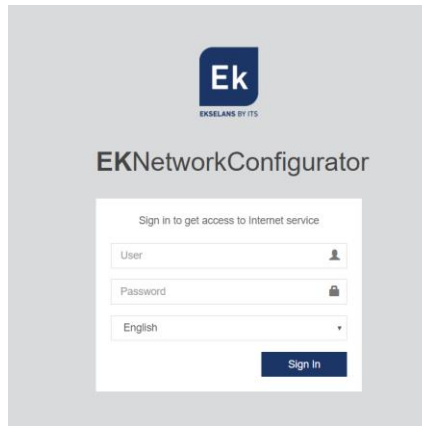 Ek
EKSELANS BY ITS
EKNetworkConfigurator
Sign in to get access to Internet service
User
Password
English
Sign In